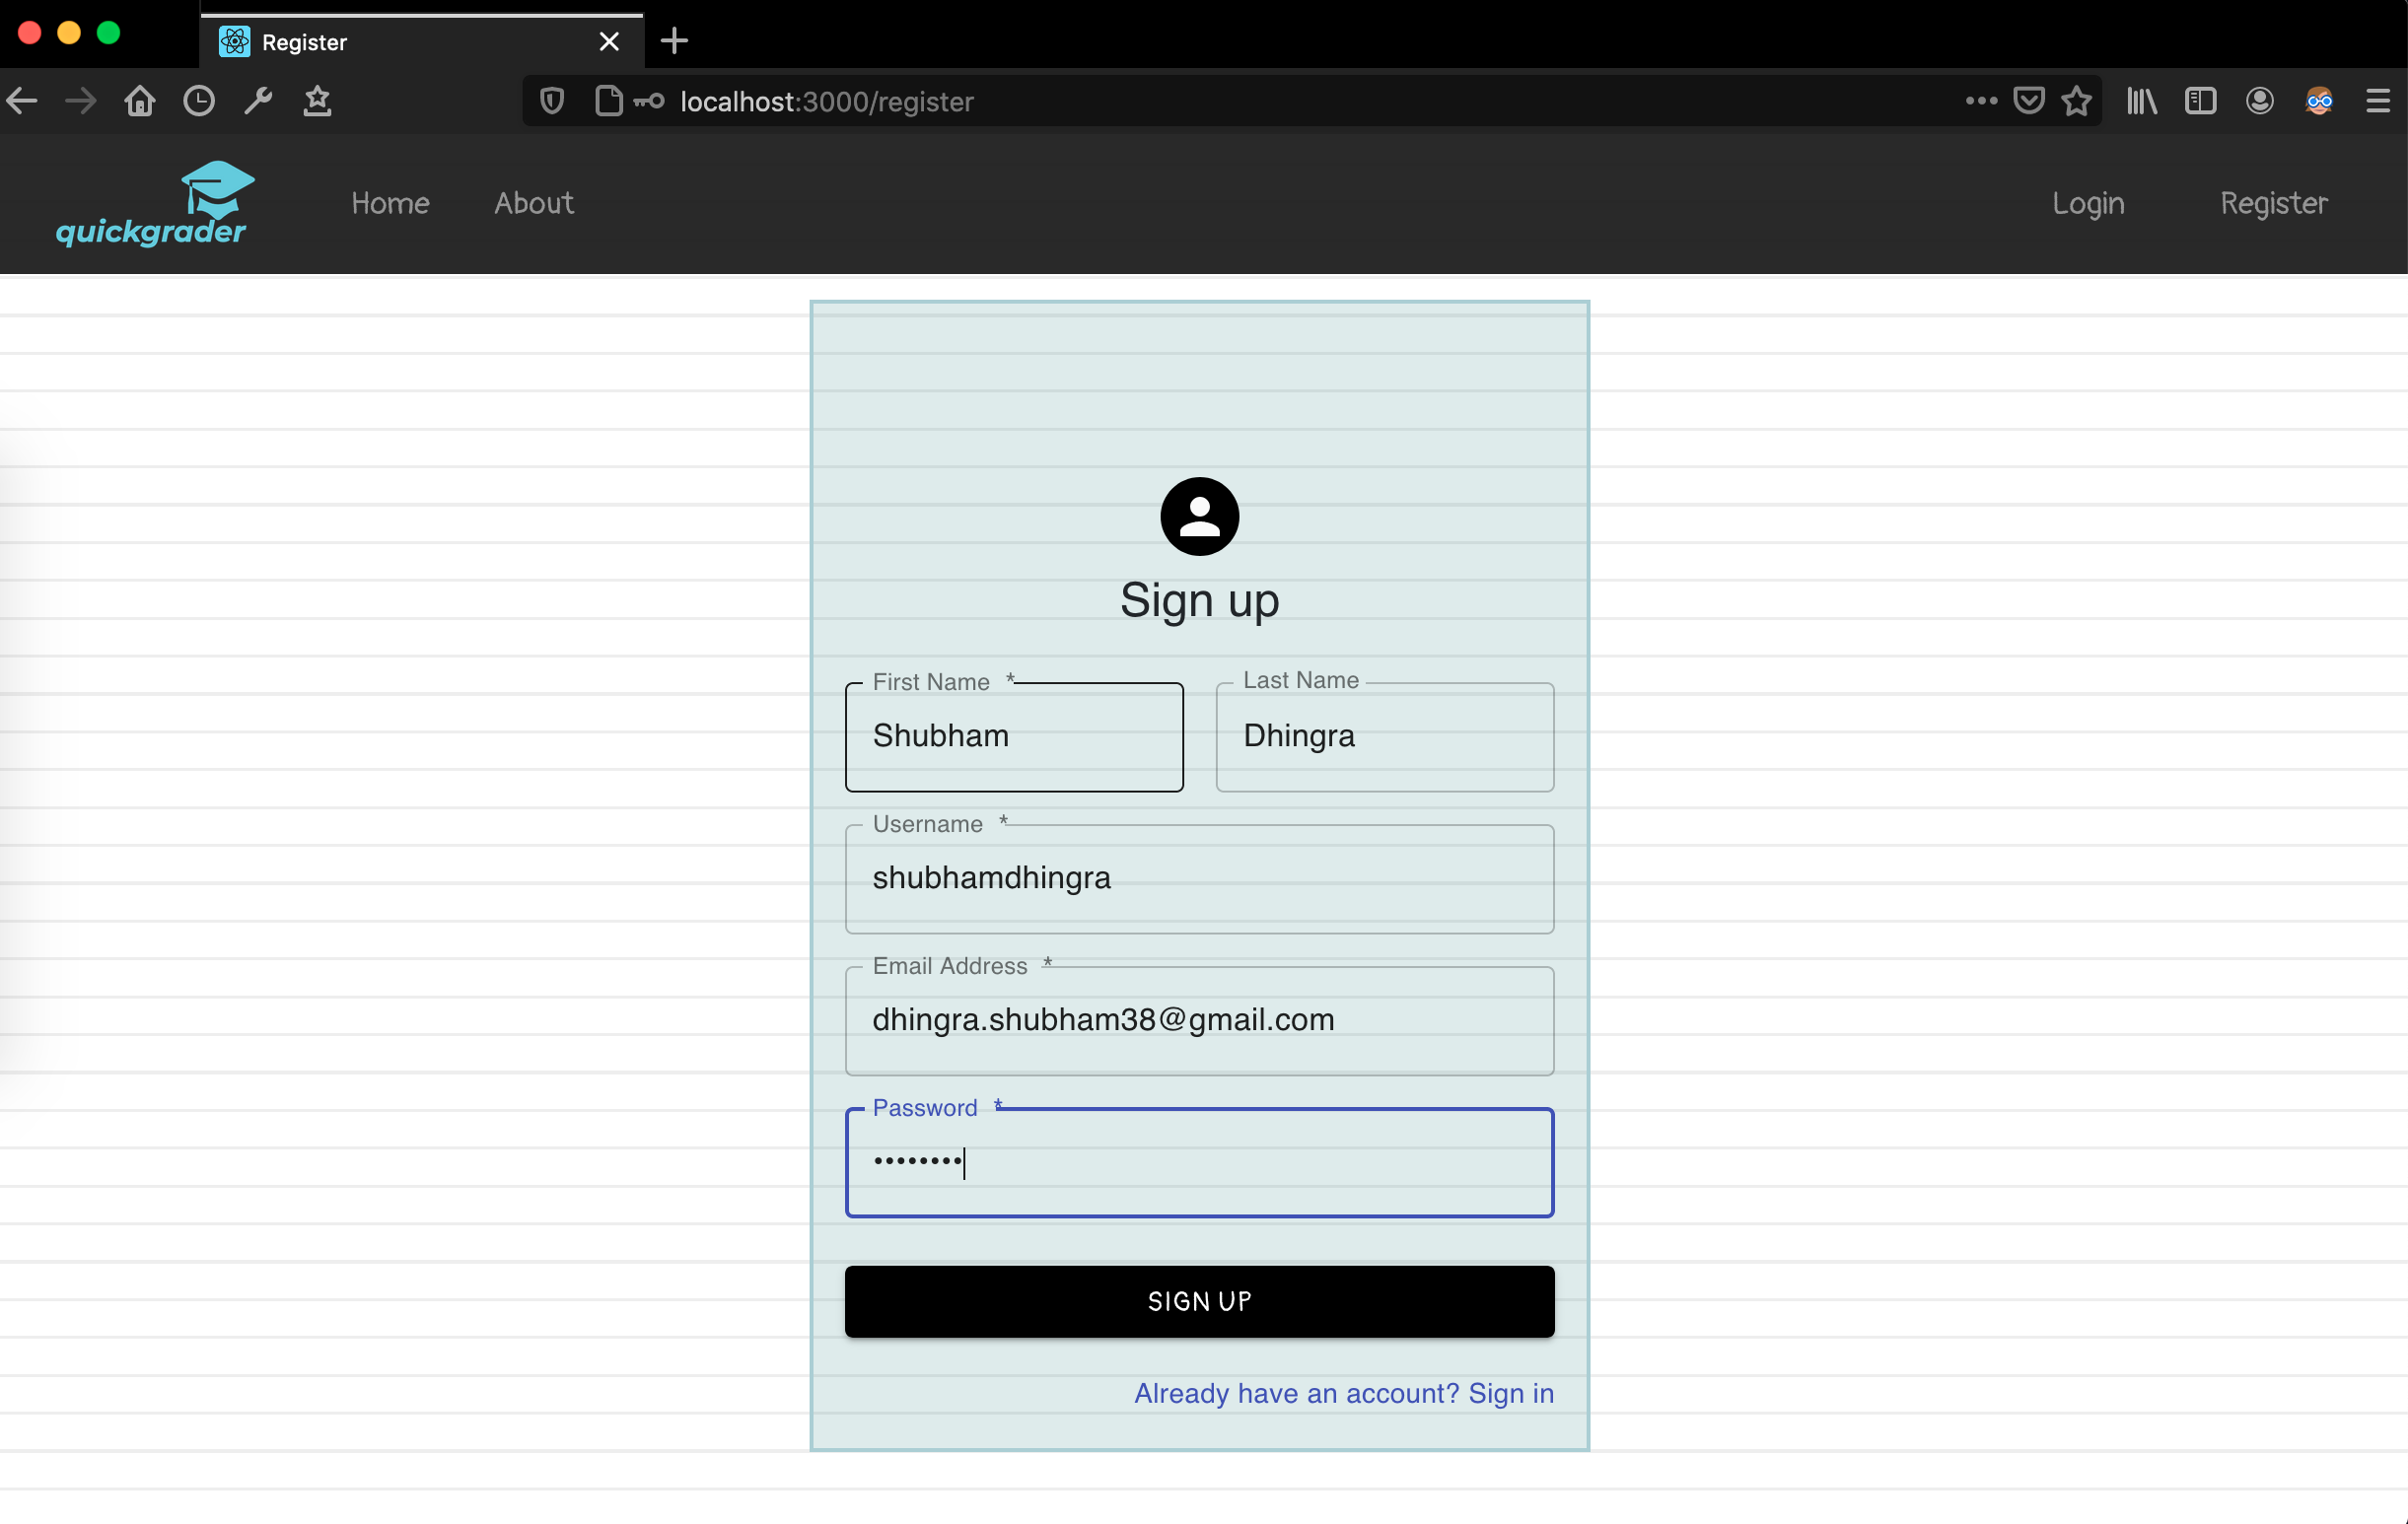 Register
localhost:3000/register
quickgrader
Home
About
Login
Register
Sign up
First Name *
Last Name
Shubham
Dhingra
Username *
shubhamdhingra
Email Address *
dhingra.shubham38@gmail.com
Password *
••••••••
SIGN UP
Already have an account? Sign in